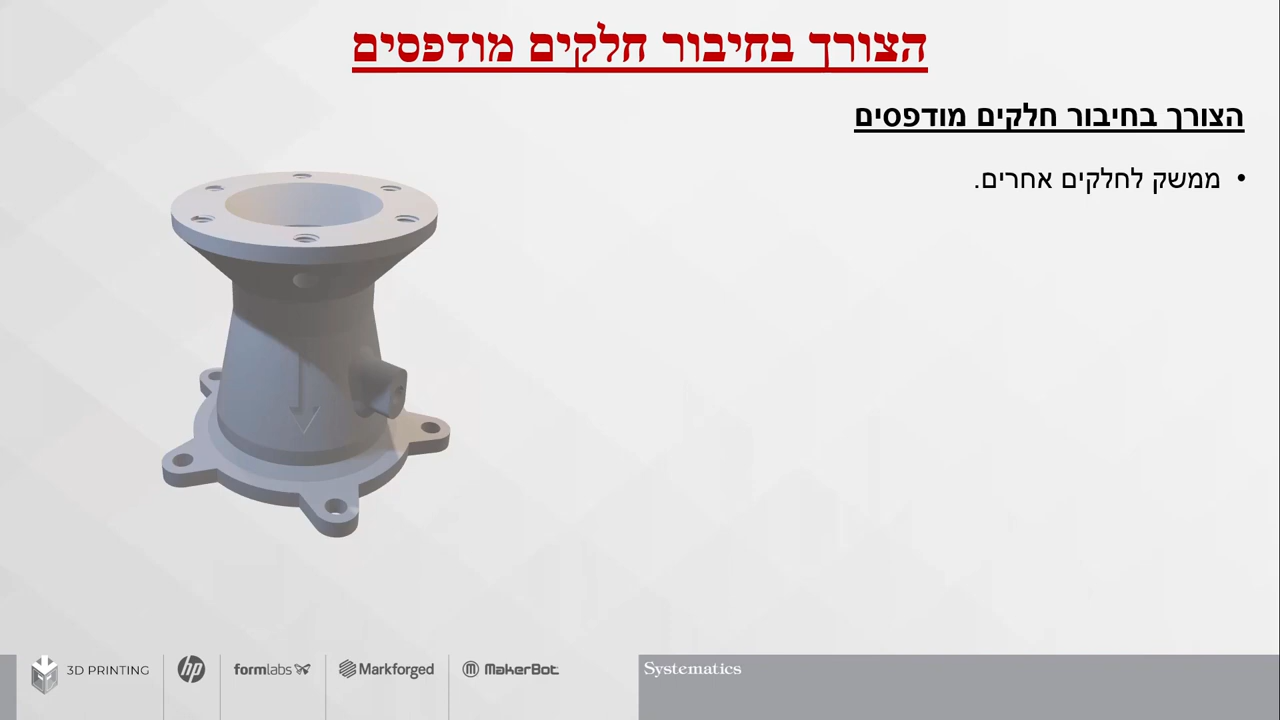 הצורך בחיבור חלקים מודפסים
הצורך בחיבור חלקים מודפסים
• ממשק לחלקים אחרים.
3D PRINTING
hp
formlabs
Markforged
MakerBot
Systematics